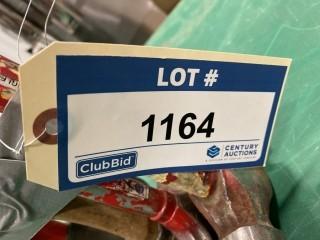 LOT #
1164
ClubBid
CENTURY
AUCTIONS